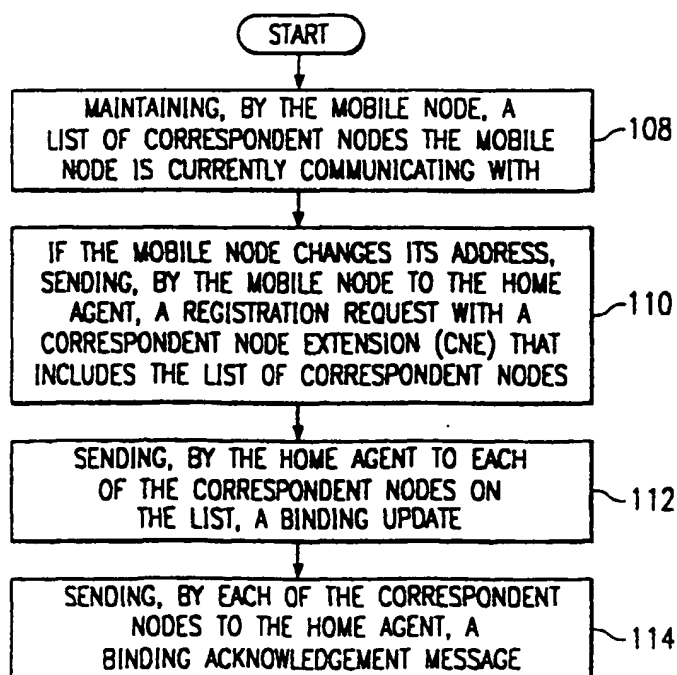 START
MAINTAINING, BY THE MOBILE NODE, A
LIST OF CORRESPONDENT NODES THE MOBILE
NODE IS CURRENTLY COMMUNICATING WITH
108
IF THE MOBILE NODE CHANGES ITS ADDRESS,
SENDING, BY THE MOBILE NODE TO THE HOME
AGENT, A REGISTRATION REQUEST WITH A
CORRESPONDENT NODE EXTENSION (CNE) THAT
INCLUDES THE LIST OF CORRESPONDENT NODES
110
SENDING, BY THE HOME AGENT TO EACH
OF THE CORRESPONDENT NODES ON
THE LIST, A BINDING UPDATE
112
SENDING, BY EACH OF THE CORRESPONDENT
NODES TO THE HOME AGENT, A
BINDING ACKNOWLEDGEMENT MESSAGE
114